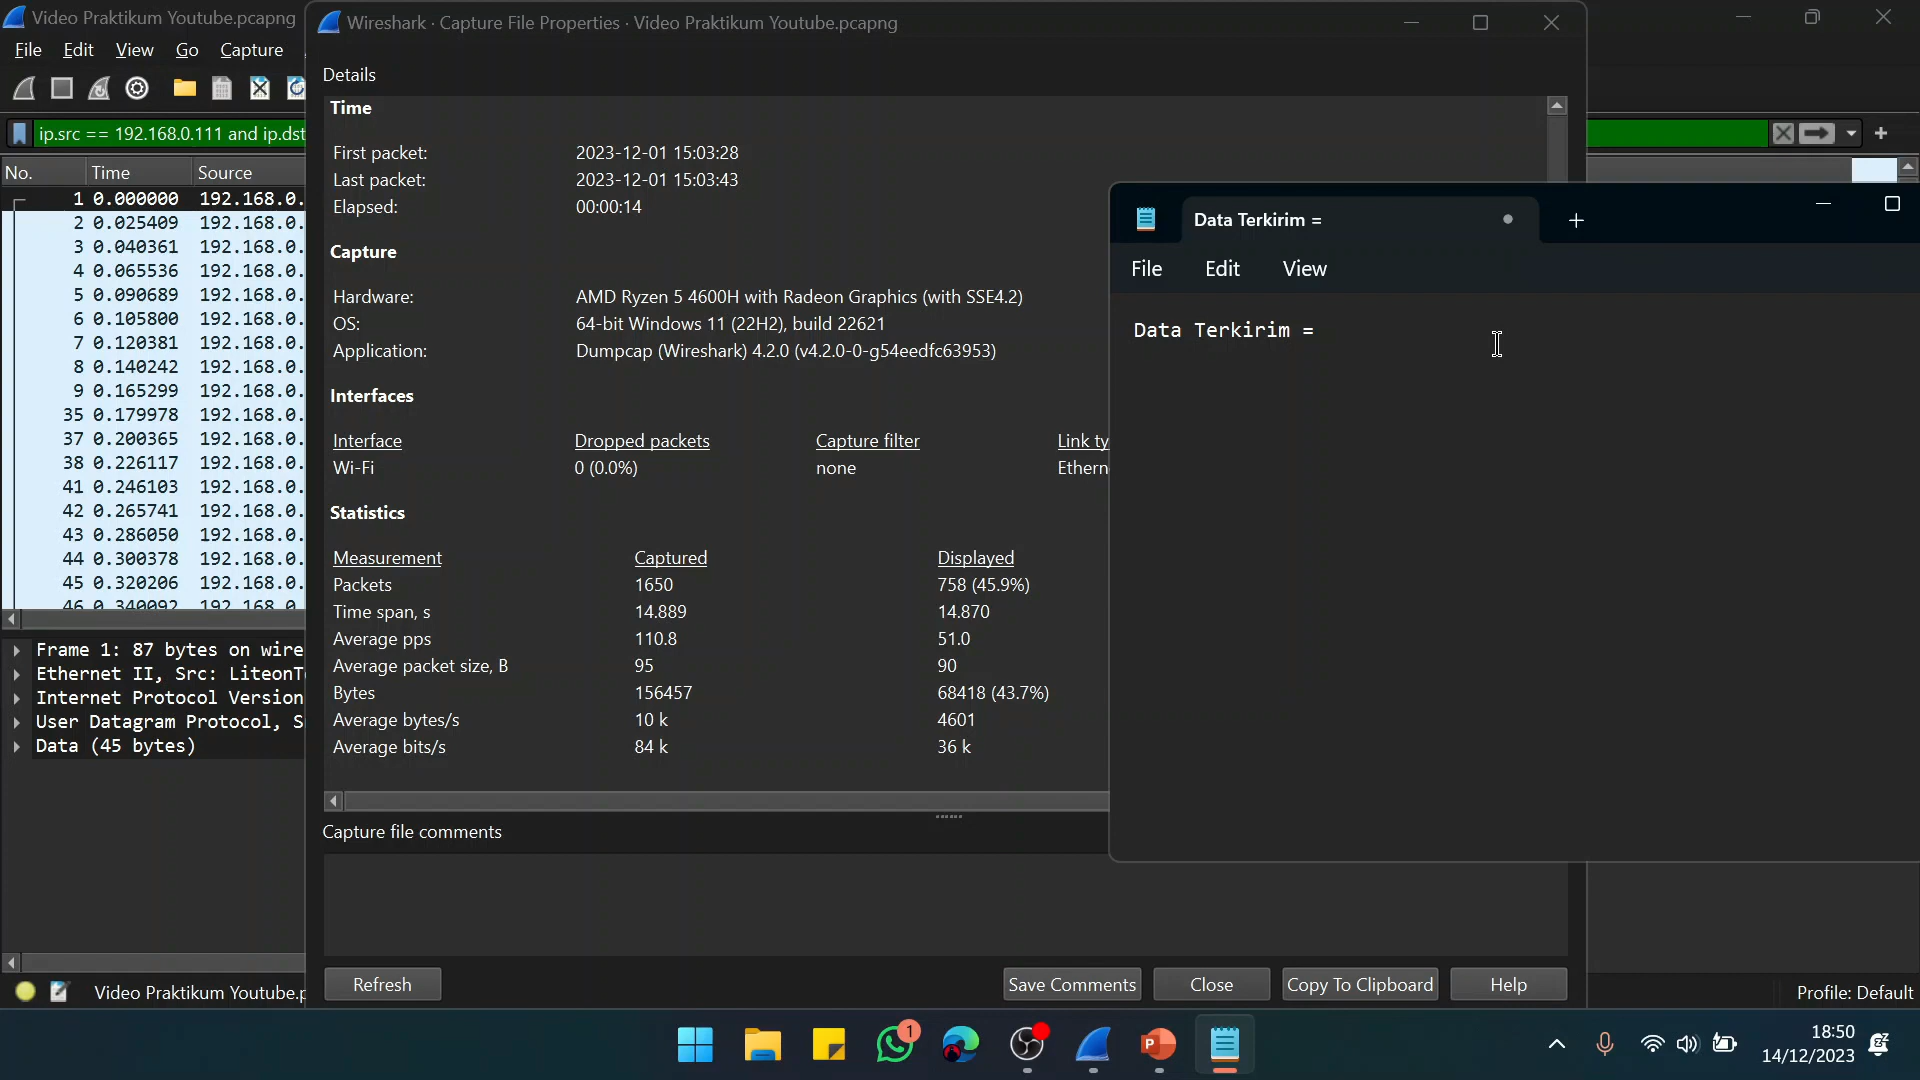 Video Praktikum Youtube.pcapng
File Edit View Go Capture
ip.src == 192.168.0.111 and ip.dst
No. Time Source
1 0.000000 192.168.0.
2 0.025409 192.168.0.
3 0.040361 192.168.0.
4 0.065536 192.168.0.
5 0.090689 192.168.0.
6 0.105800 192.168.0.
7 0.120381 192.168.0.
8 0.140242 192.168.0.
9 0.165299 192.168.0.
35 0.179978 192.168.0.
37 0.200365 192.168.0.
38 0.226117 192.168.0.
41 0.246103 192.168.0.
42 0.265741 192.168.0.
43 0.286050 192.168.0.
44 0.300378 192.168.0.
45 0.320206 192.168.0.
46 0.340092 192.168.0
Frame 1: 87 bytes on wire
Ethernet II, Src: LiteonT
Internet Protocol Version
User Datagram Protocol, S
Data (45 bytes)
Video Praktikum Youtube.p
Wireshark · Capture File Properties · Video Praktikum Youtube.pcapng
Details
Time
First packet: 2023-12-01 15:03:28
Last packet: 2023-12-01 15:03:43
Elapsed: 00:00:14
Capture
Hardware: AMD Ryzen 5 4600H with Radeon Graphics (with SSE4.2)
OS: 64-bit Windows 11 (22H2), build 22621
Application: Dumpcap (Wireshark) 4.2.0 (v4.2.0-0-g54eedfc63953)
Interfaces
Interface Dropped packets Capture filter Link ty
Wi-Fi 0 (0.0%) none Ethern
Statistics
Measurement Captured Displayed
Packets 1650 758 (45.9%)
Time span, s 14.889 14.870
Average pps 110.8 51.0
Average packet size, B 95 90
Bytes 156457 68418 (43.7%)
Average bytes/s 10 k 4601
Average bits/s 84 k 36 k
Capture file comments
Refresh Save Comments Close Copy To Clipboard Help
Data Terkirim =
File Edit View
Data Terkirim =
Profile: Default
1
P
18:50
14/12/2023